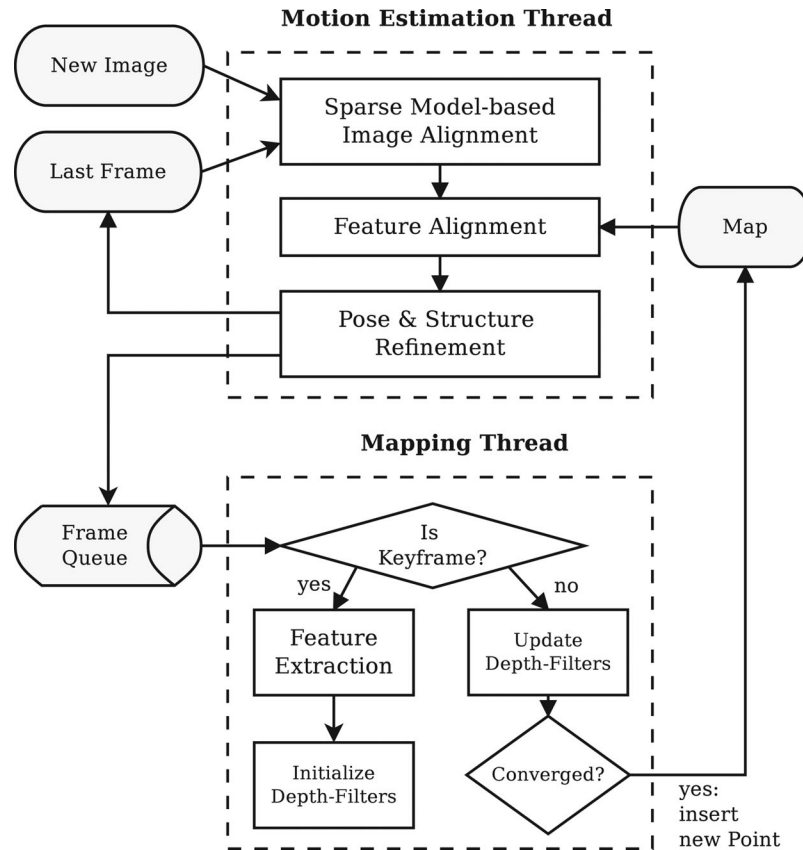 Motion Estimation Thread
New Image
Sparse Model-based
Image Alignment
Last Frame
Feature Alignment
Map
Pose & Structure
Refinement
Mapping Thread
Frame
Queue
Is
Keyframe?
yes
no
Feature
Extraction
Update
Depth-Filters
Initialize
Depth-Filters
Converged?
yes:
insert
new Point